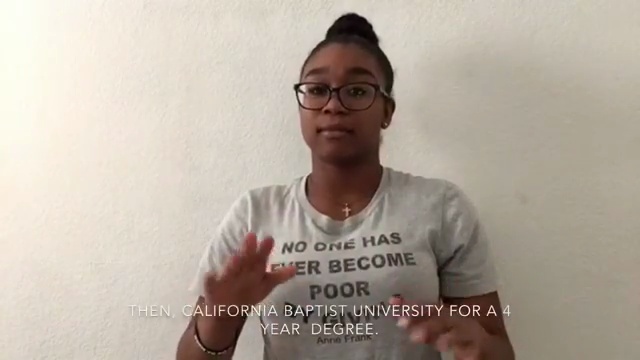 NO ONE HAS
EVER BECOME
POOR
Anne Frank
THEN, CALIFORNIA BAPTIST UNIVERSITY FOR A 4
YEAR DEGREE.